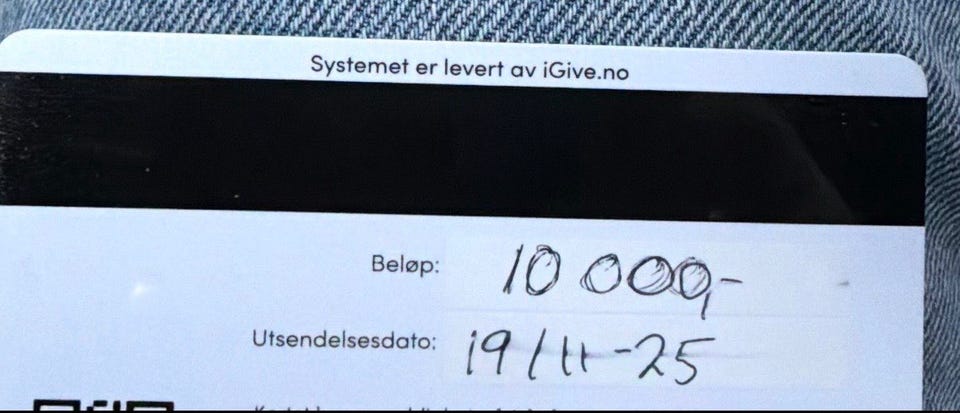 Systemet er levert av iGive.no
Beløp: 10 000,-
Utsendelsesdato: 19/11-25